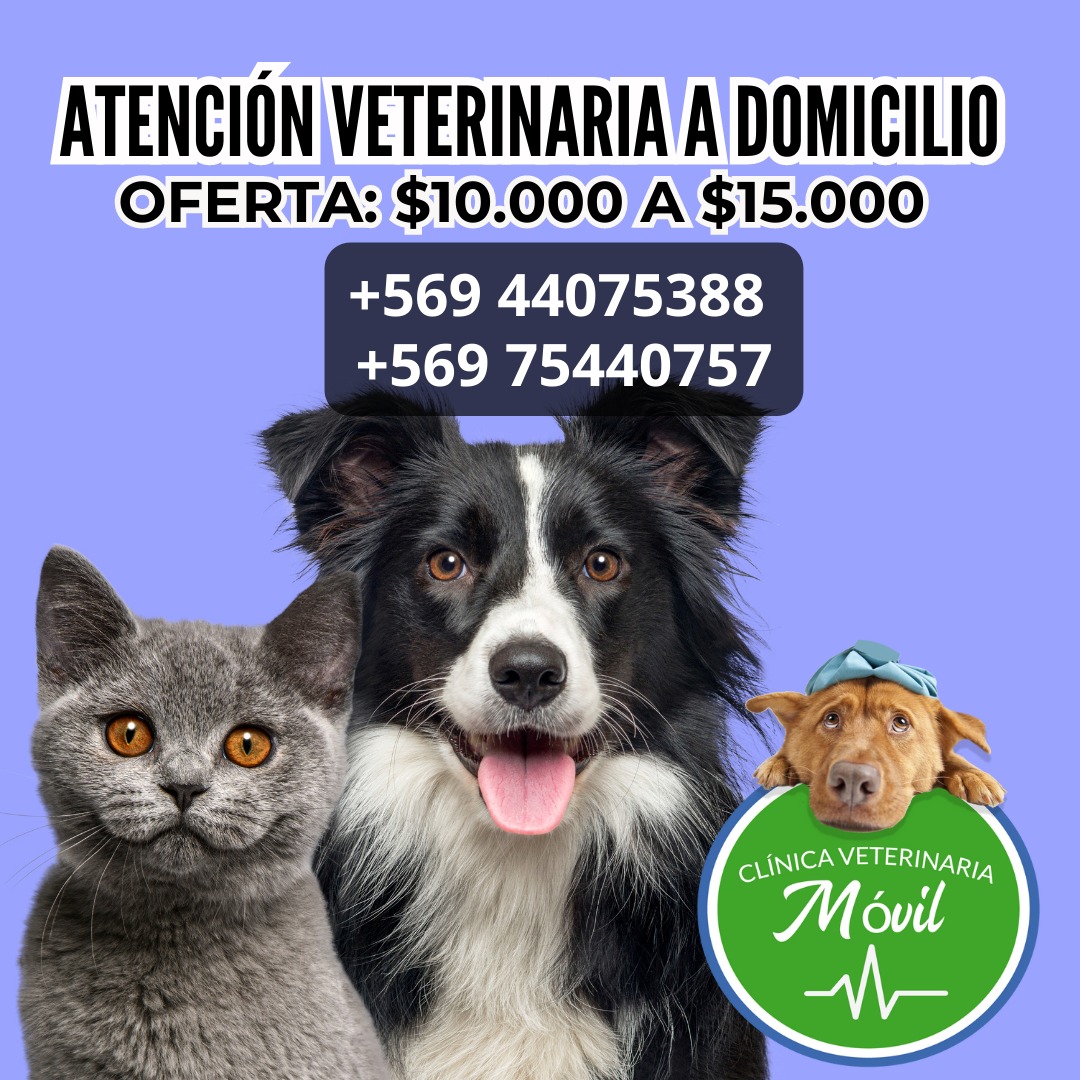 ATENCIÓN VETERINARIA A DOMICILIO
OFERTA: $10.000 A $15.000
+569 44075388
+569 75440757
CLÍNICA VETERINARIA
Móvil